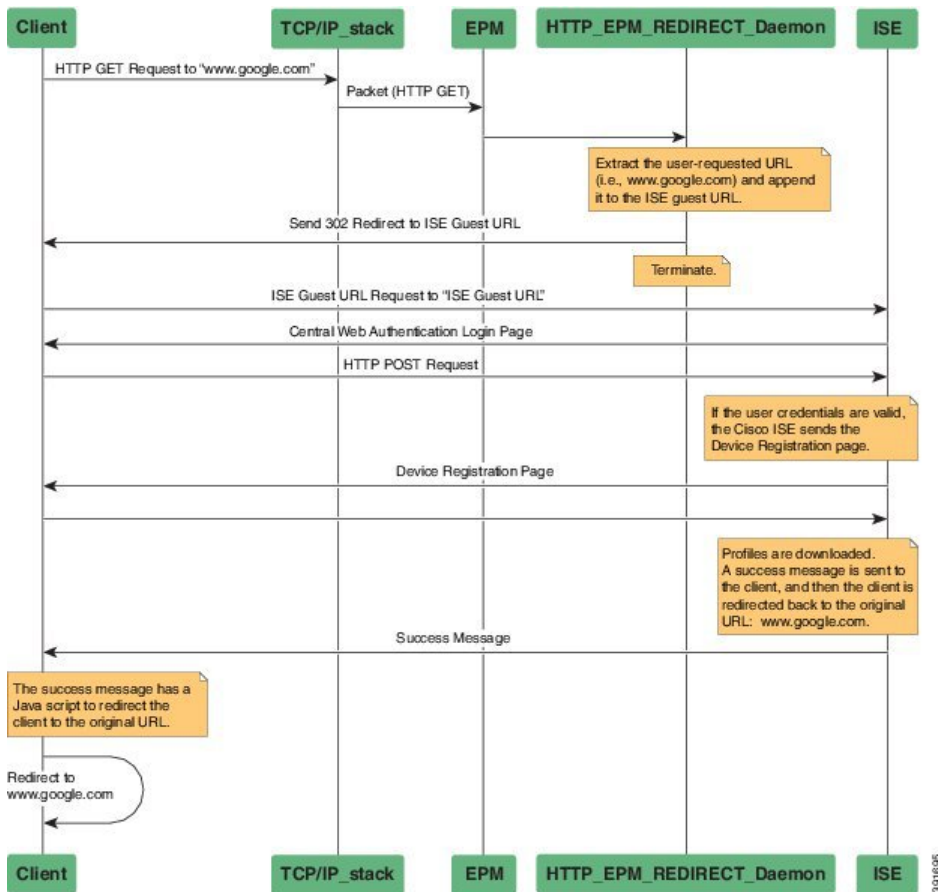 Client
TCP/IP_stack
EPM
HTTP_EPM_REDIRECT_Daemon
ISE
HTTP GET Request to “www.google.com”
Packet (HTTP GET)
Extract the user-requested URL
(i.e., www.google.com) and append
it to the ISE guest URL.
Send 302 Redirect to ISE Guest URL
Terminate.
ISE Guest URL Request to “ISE Guest URL”
Central Web Authentication Login Page
HTTP POST Request
If the user credentials are valid,
the Cisco ISE sends the
Device Registration page.
Device Registration Page
Profiles are downloaded.
A success message is sent to
the client, and then the client is
redirected back to the original
URL: www.google.com.
Success Message
The success message has a
Java script to redirect the
client to the original URL.
Redirect to
www.google.com
Client
TCP/IP_stack
EPM
HTTP_EPM_REDIRECT_Daemon
ISE